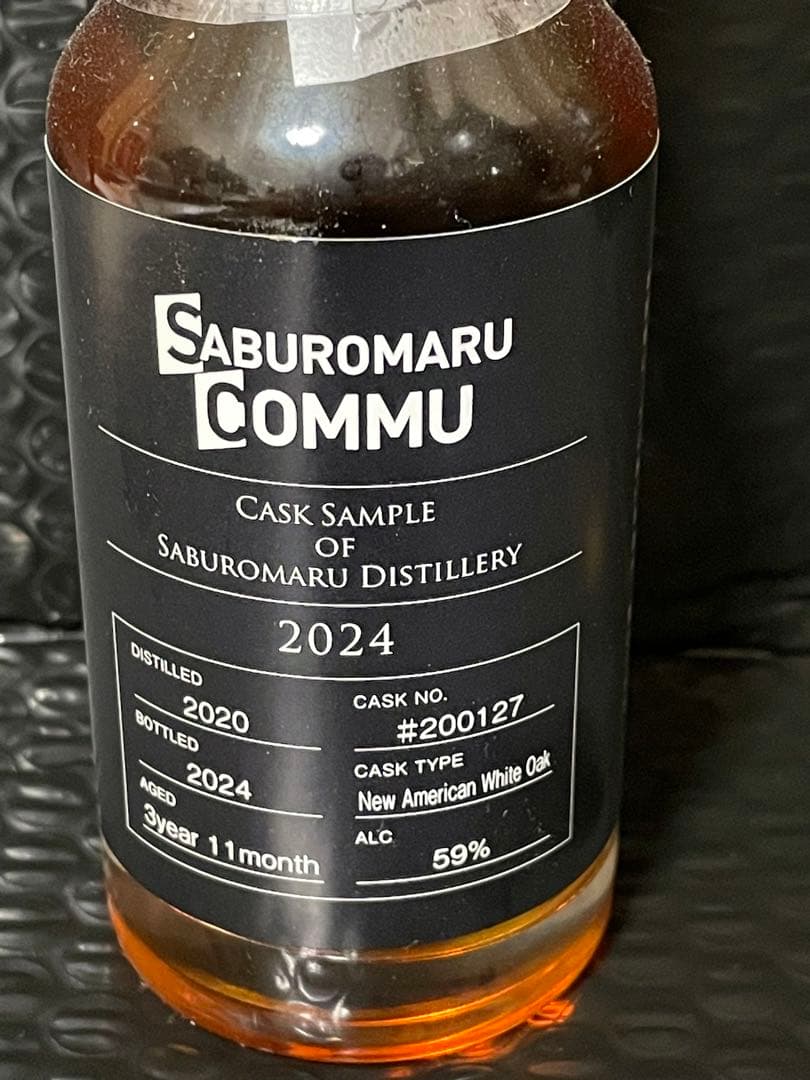 SABUROMARU
COMMU
CASK SAMPLE
OF
SABUROMARU DISTILLERY
2024
DISTILLED
2020
BOTTLED
2024
AGED
3year 11month
CASK NO.
#200127
CASK TYPE
New American White Oak
ALC
59%